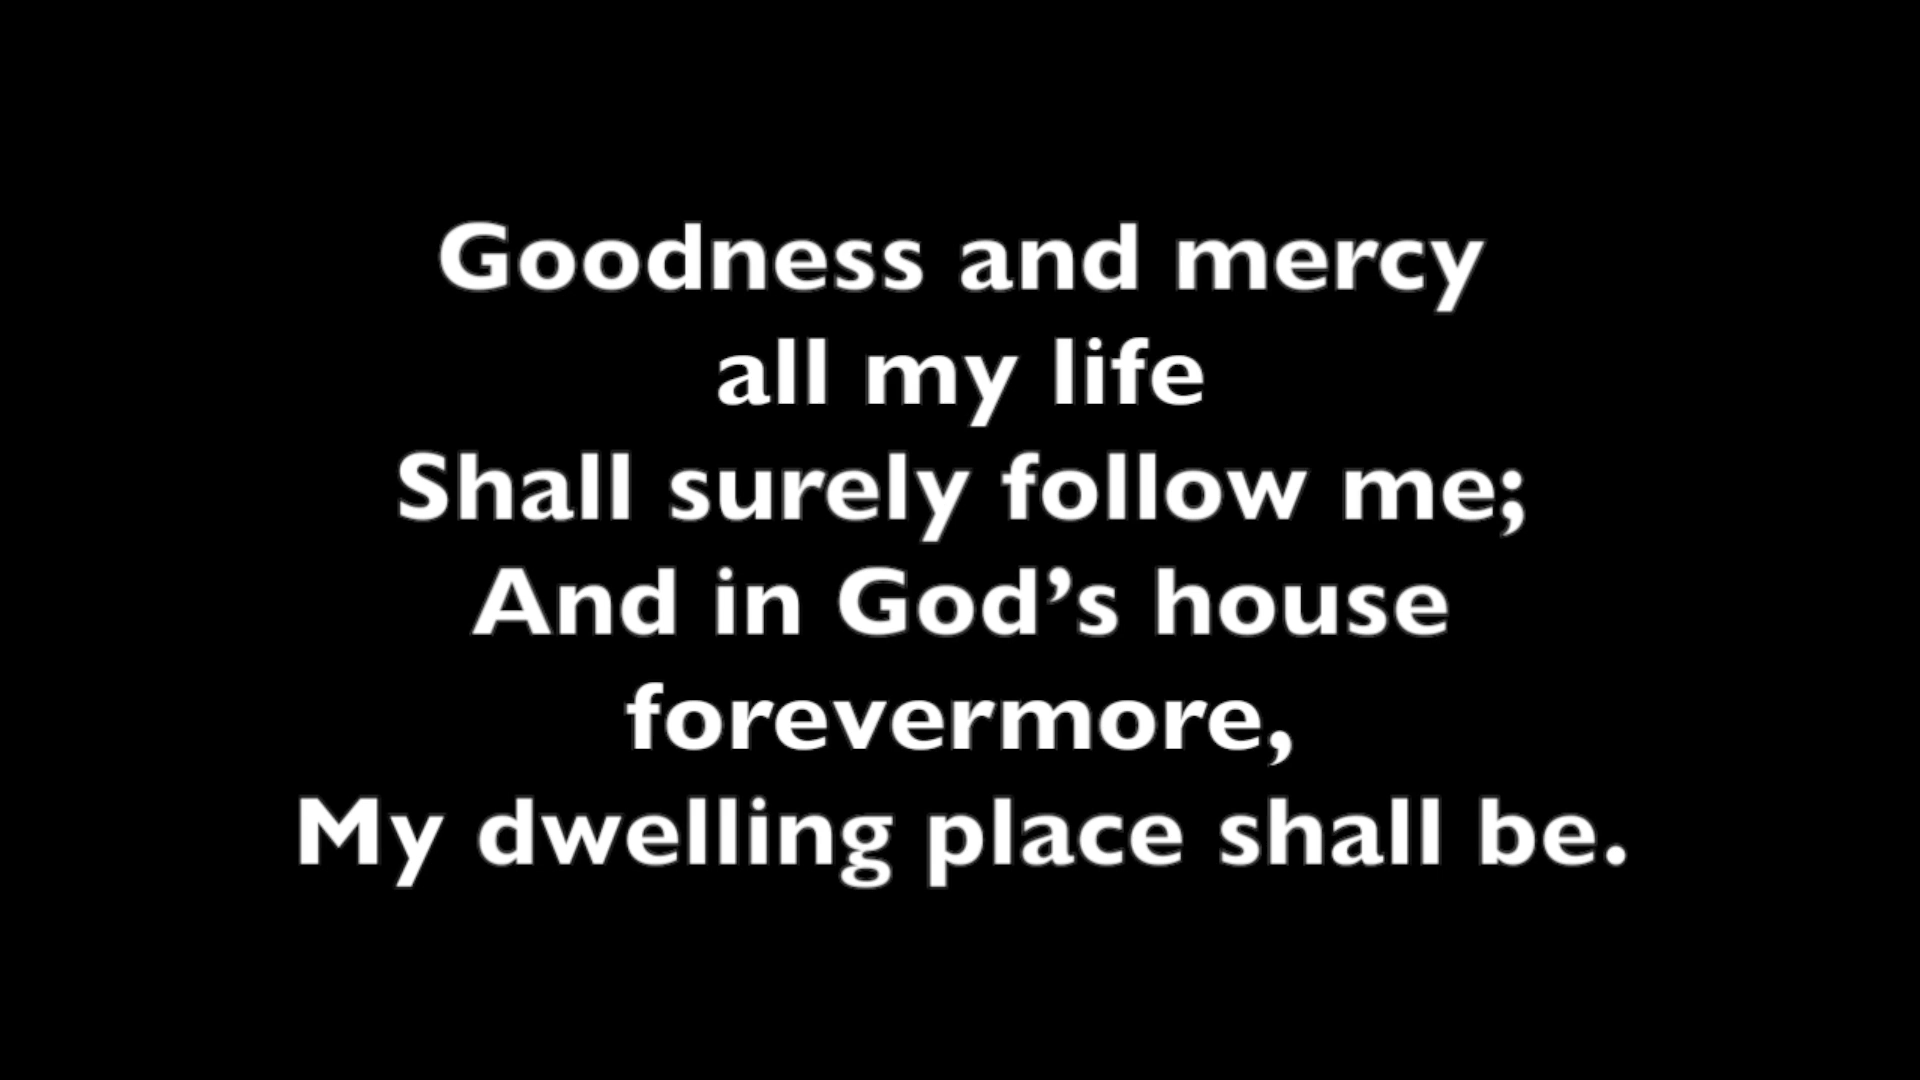 Goodness and mercy
all my life
Shall surely follow me;
And in God’s house
forevermore,
My dwelling place shall be.